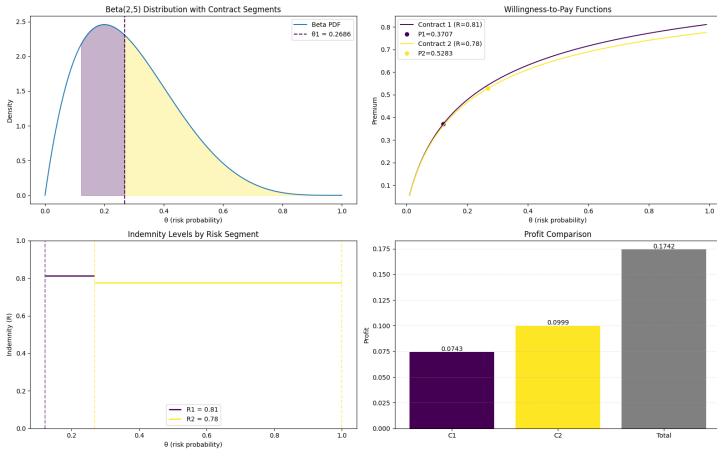 Beta(2,5) Distribution with Contract Segments
Density
2.5
2.0
1.5
1.0
0.5
0.0
0.0 0.2 0.4 0.6 0.8 1.0
θ (risk probability)
Beta PDF
θ1 = 0.2686
Willingness-to-Pay Functions
Premium
0.8
0.7
0.6
0.5
0.4
0.3
0.2
0.1
0.0 0.2 0.4 0.6 0.8 1.0
θ (risk probability)
Contract 1 (R=0.81)
P1=0.3707
Contract 2 (R=0.78)
P2=0.5283
Indemnity Levels by Risk Segment
Indemnity (R)
1.0
0.8
0.6
0.4
0.2
0.0
0.2 0.4 0.6 0.8 1.0
θ (risk probability)
R1 = 0.81
R2 = 0.78
Profit Comparison
Profit
0.175
0.150
0.125
0.100
0.075
0.050
0.025
0.000
0.0743
0.0999
0.1742
C1 C2 Total